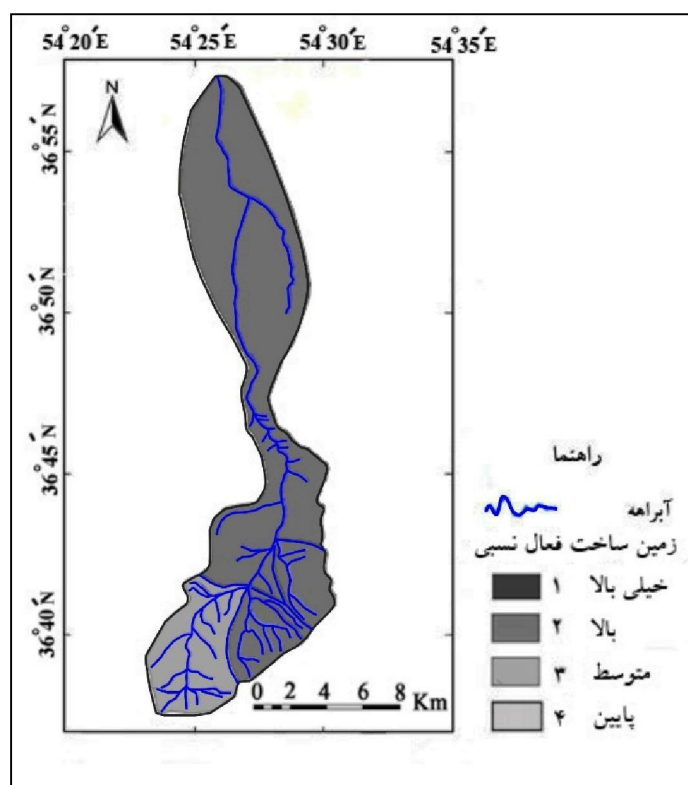 54°20´E 54°25´E 54°30´E 54°35´E
N
36°55´N
36°50´N
36°45´N
36°40´N
0 2 4 8 Km
راهنما
آبراهه
زمین ساخت فعال نسبی
۱ خیلی بالا
۲ بالا
۳ متوسط
۴ پایین